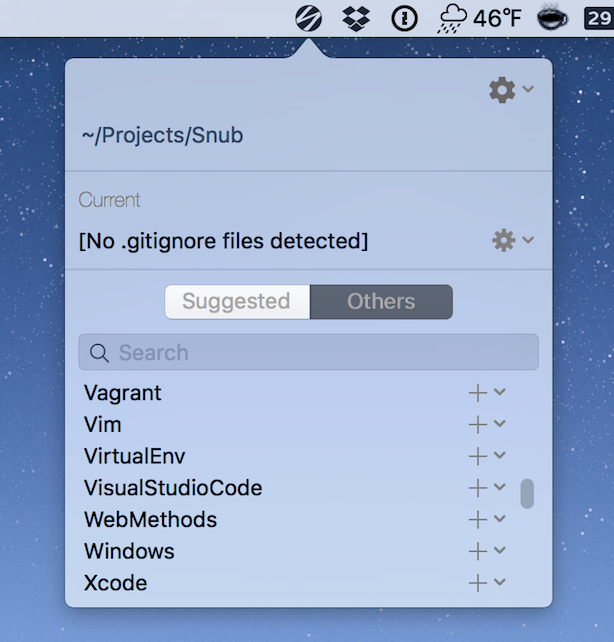 46°F
29
~/Projects/Snub
Current
[No .gitignore files detected]
Suggested Others
Search
Vagrant
Vim
VirtualEnv
VisualStudioCode
WebMethods
Windows
Xcode